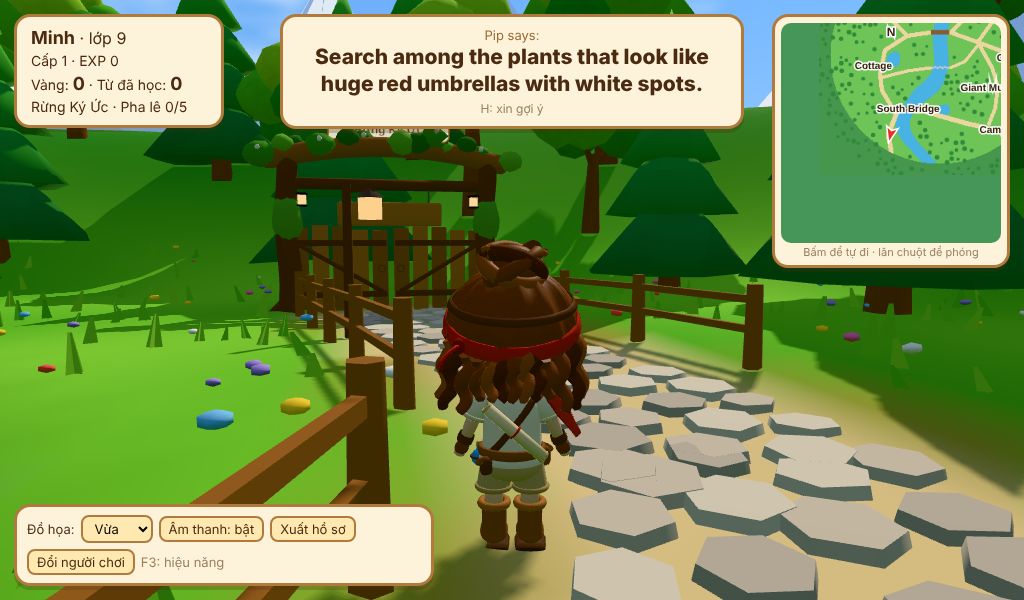 Minh · lớp 9
Cấp 1 · EXP 0
Vàng: 0 · Từ đã học: 0
Rừng Ký Ức · Pha lê 0/5
Pip says:
Search among the plants that look like
huge red umbrellas with white spots.
H: xin gợi ý
N
Cottage
Giant Mu
South Bridge
Cam
Bấm để tự đi · lăn chuột để phóng
Đồ họa: Vừa Âm thanh: bật Xuất hồ sơ
Đổi người chơi F3: hiệu năng